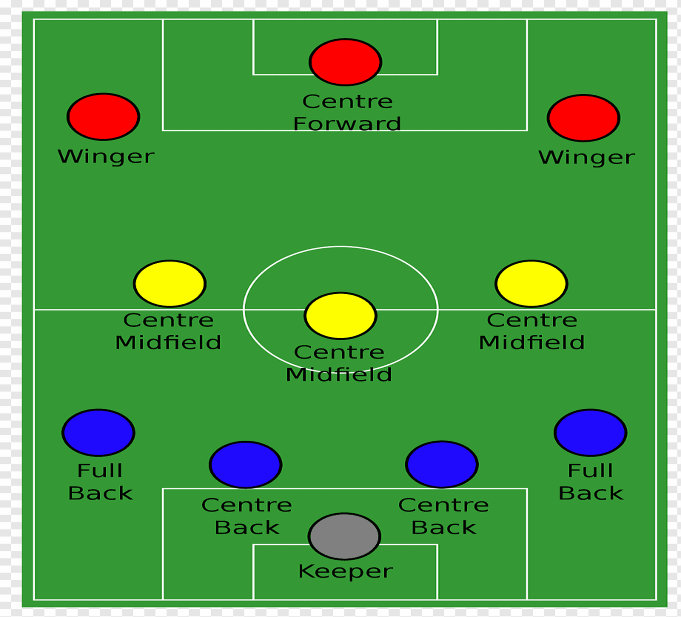 Centre
Forward
Winger
Winger
Centre
Midfield
Centre
Midfield
Centre
Midfield
Full
Back
Full
Back
Centre
Back
Centre
Back
Keeper